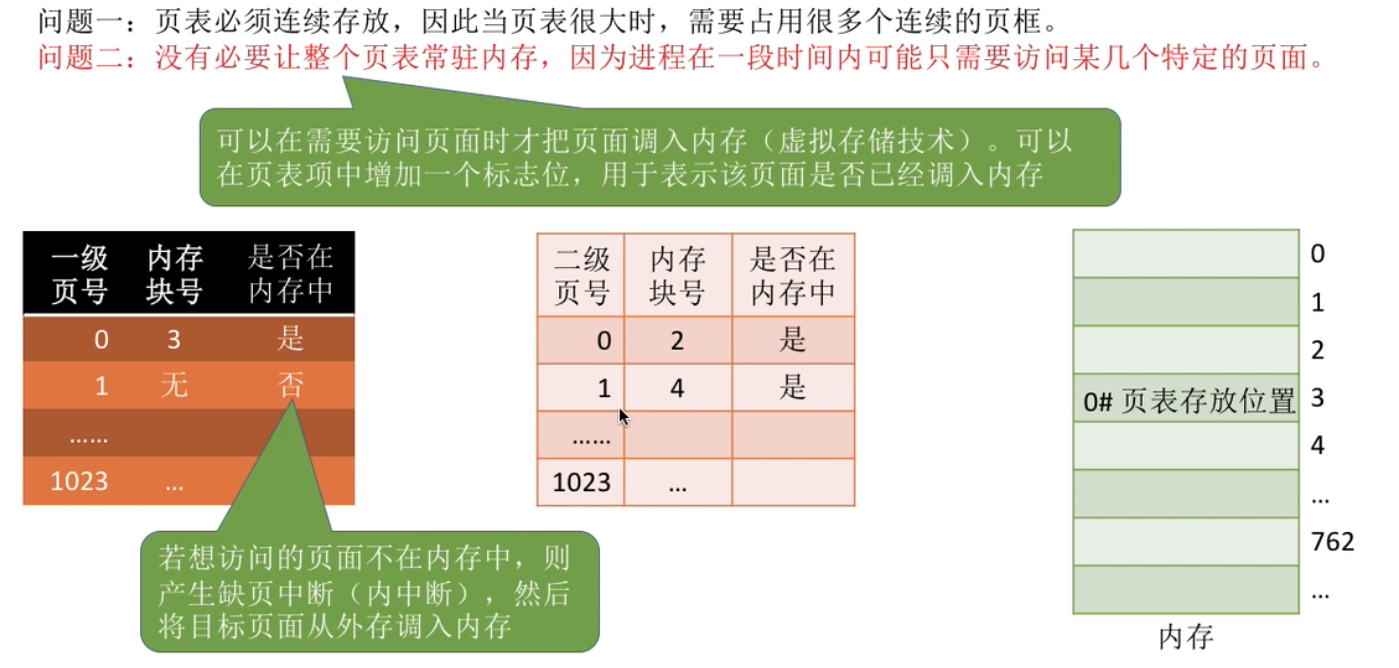 问题一：页表必须连续存放，因此当页表很大时，需要占用很多个连续的页框。
问题二：没有必要让整个页表常驻内存，因为进程在一段时间内可能只需要访问某几个特定的页面。
可以在需要访问页面时才把页面调入内存（虚拟存储技术）。可以
在页表项中增加一个标志位，用于表示该页面是否已经调入内存
一级 内存 是否在
页号 块号 内存中
0 3 是
1 无 否
……
1023 …
若想访问的页面不在内存中，则
产生缺页中断（内中断），然后
将目标页面从外存调入内存
二级 内存 是否在
页号 块号 内存中
0 2 是
1 4 是
……
1023 …
0
1
2
0# 页表存放位置 3
4
…
762
…
内存